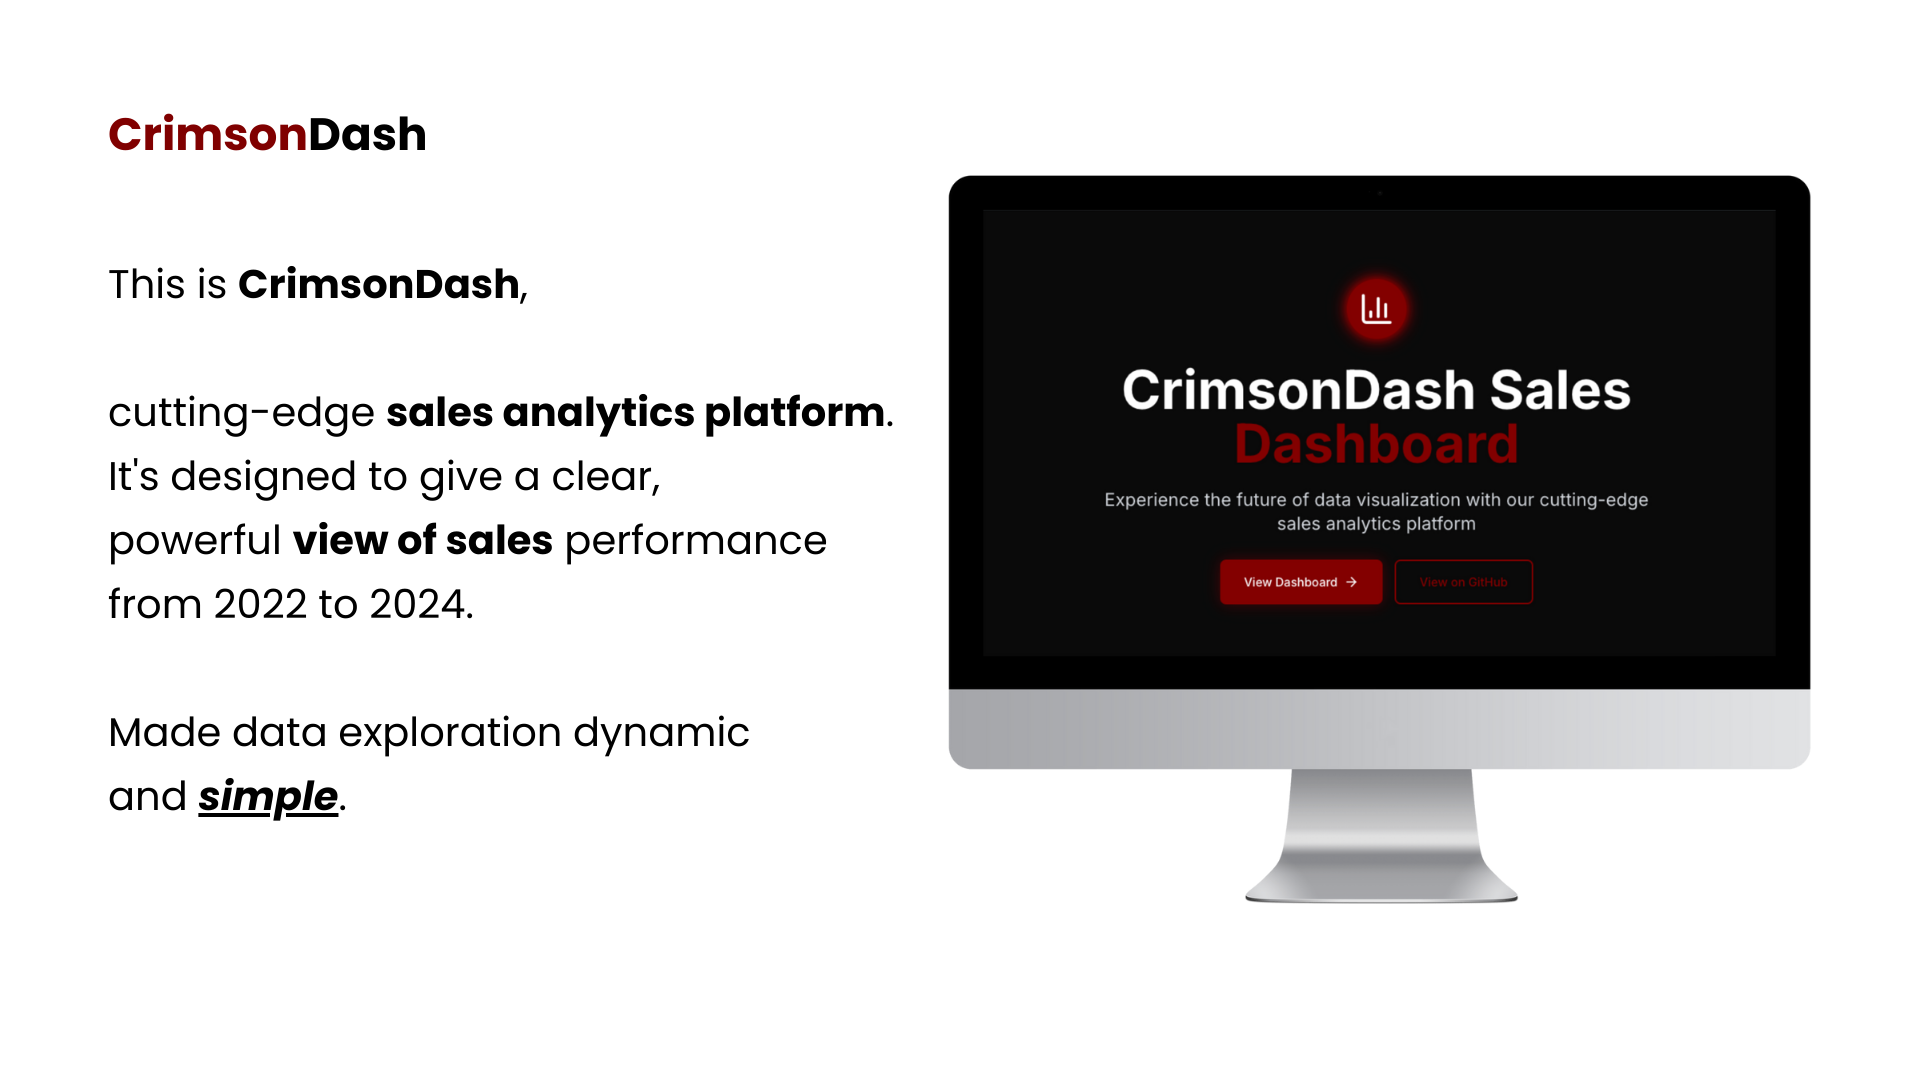 CrimsonDash
This is CrimsonDash,
cutting-edge sales analytics platform.
It's designed to give a clear,
powerful view of sales performance
from 2022 to 2024.
Made data exploration dynamic
and simple.
CrimsonDash Sales
Dashboard
Experience the future of data visualization with our cutting-edge
sales analytics platform
View Dashboard →
View on GitHub